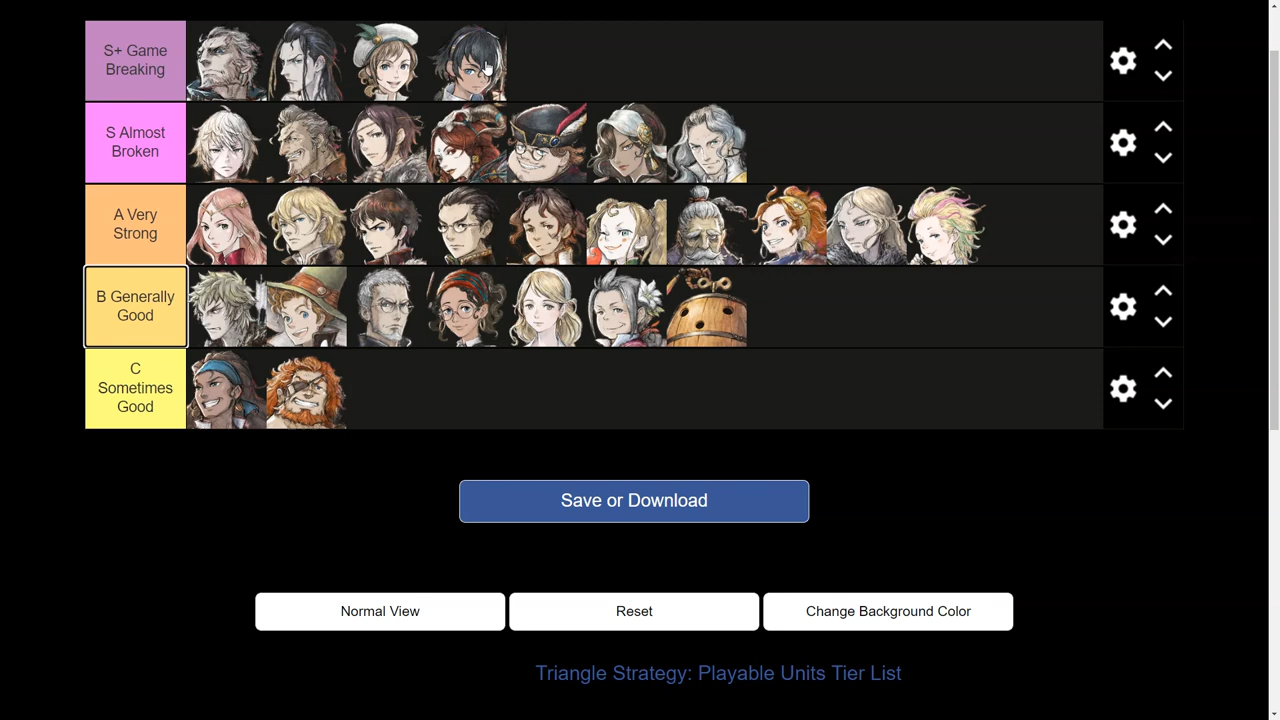 S+ Game
Breaking
S Almost
Broken
A Very
Strong
B Generally
Good
C
Sometimes
Good
Save or Download
Normal View
Reset
Change Background Color
Triangle Strategy: Playable Units Tier List